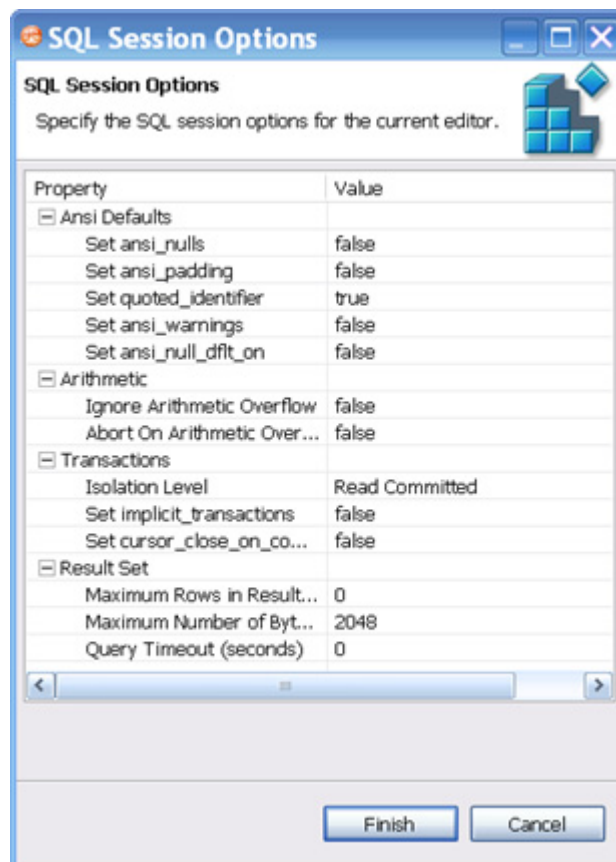 SQL Session Options
SQL Session Options
Specify the SQL session options for the current editor.
Property Value
Ansi Defaults
Set ansi_nulls false
Set ansi_padding false
Set quoted_identifier true
Set ansi_warnings false
Set ansi_null_dflt_on false
Arithmetic
Ignore Arithmetic Overflow false
Abort On Arithmetic Over... false
Transactions
Isolation Level Read Committed
Set implicit_transactions false
Set cursor_close_on_co... false
Result Set
Maximum Rows in Result... 0
Maximum Number of Byt... 2048
Query Timeout (seconds) 0
Finish Cancel